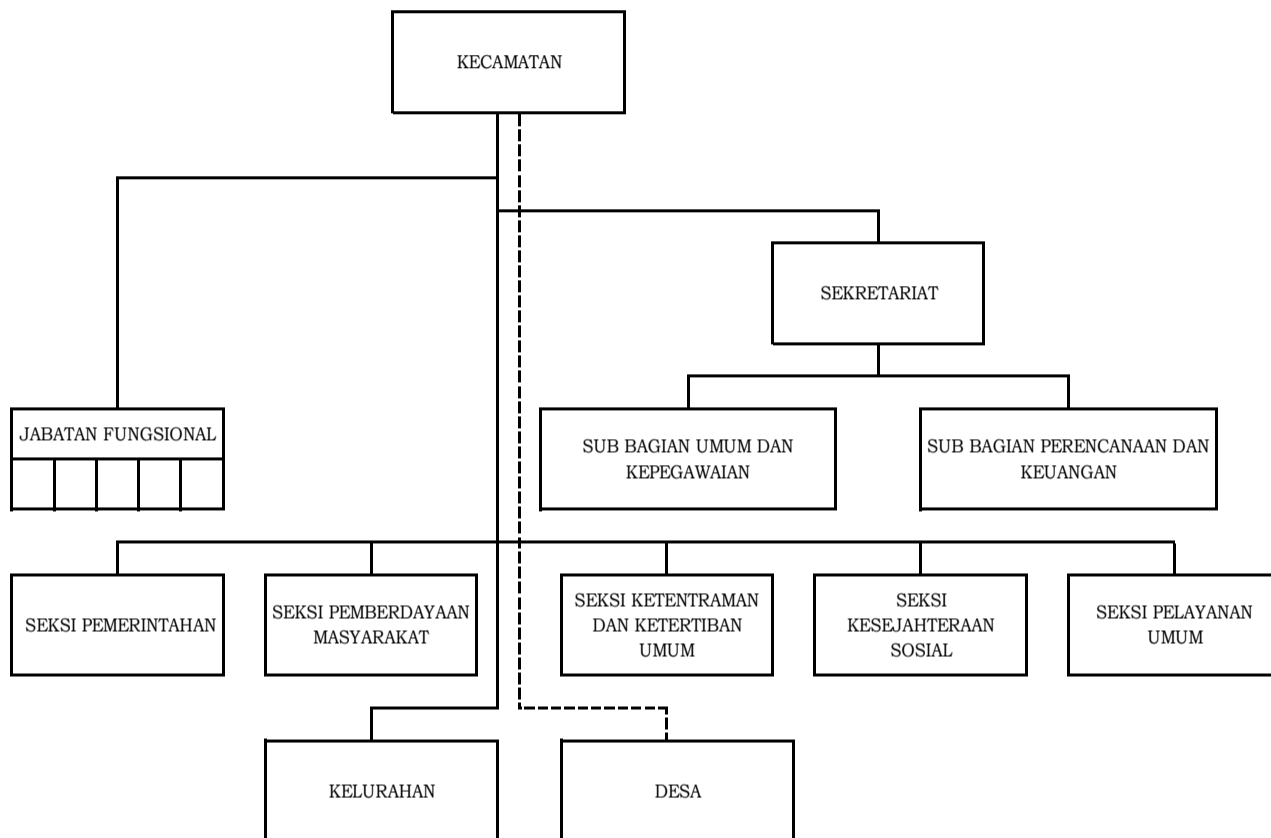 KECAMATAN
SEKRETARIAT
JABATAN FUNGSIONAL
SUB BAGIAN UMUM DAN
KEPEGAWAIAN
SUB BAGIAN PERENCANAAN DAN
KEUANGAN
SEKSI PEMERINTAHAN
SEKSI PEMBERDAYAAN
MASYARAKAT
SEKSI KETENTRAMAN
DAN KETERTIBAN
UMUM
SEKSI
KESEJAHTERAAN
SOSIAL
SEKSI PELAYANAN
UMUM
KELURAHAN
DESA